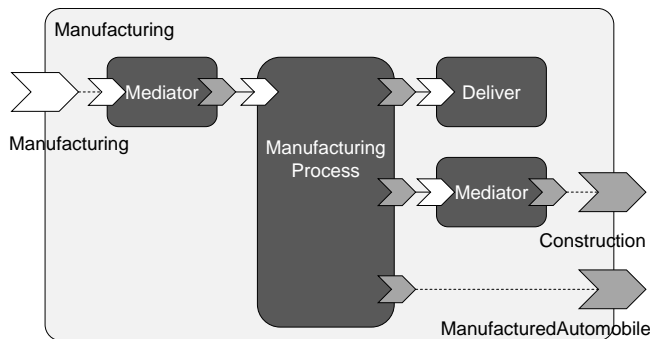 Manufacturing
Mediator
Deliver
Manufacturing
Manufacturing
Process
Mediator
Construction
ManufacturedAutomobile